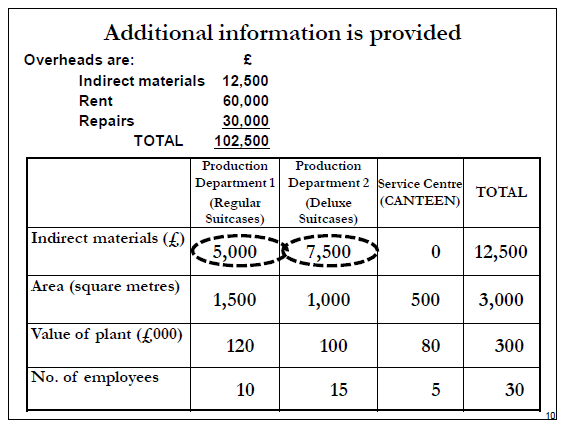 Additional information is provided
Overheads are: £
Indirect materials 12,500
Rent 60,000
Repairs 30,000
TOTAL 102,500
Production Department 1 (Regular Suitcases) Production Department 2 (Deluxe Suitcases) Service Centre (CANTEEN) TOTAL
Indirect materials (£) 5,000 7,500 0 12,500
Area (square metres) 1,500 1,000 500 3,000
Value of plant (£000) 120 100 80 300
No. of employees 10 15 5 30
10